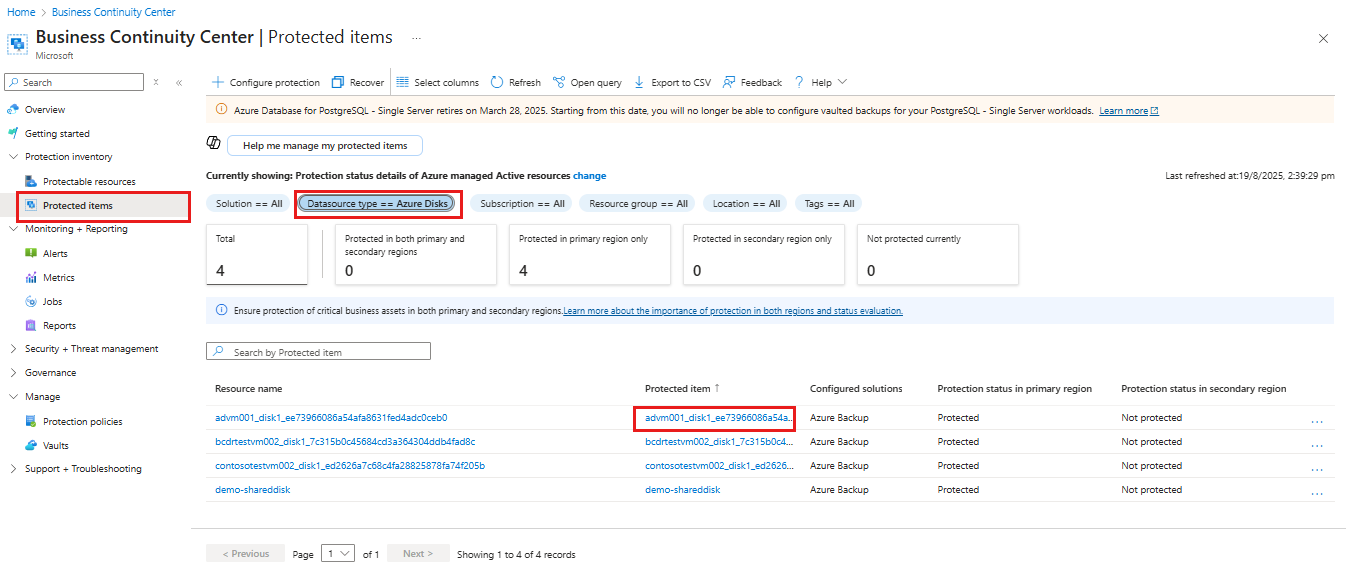 Home > Business Continuity Center
Business Continuity Center | Protected items ...
Microsoft
Search
Overview
Getting started
Protection inventory
Protectable resources
Protected items
Monitoring + Reporting
Alerts
Metrics
Jobs
Reports
Security + Threat management
Governance
Manage
Protection policies
Vaults
Support + Troubleshooting
Configure protection Recover Select columns Refresh Open query Export to CSV Feedback Help
Azure Database for PostgreSQL - Single Server retires on March 28, 2025. Starting from this date, you will no longer be able to configure vaulted backups for your PostgreSQL - Single Server workloads. Learn more
Help me manage my protected items
Currently showing: Protection status details of Azure managed Active resources change Last refreshed at:19/8/2025, 2:39:29 pm
Solution == All Datasource type == Azure Disks Subscription == All Resource group == All Location == All Tags == All
Total
4
Protected in both primary and
secondary regions
0
Protected in primary region only
4
Protected in secondary region only
0
Not protected currently
0
Ensure protection of critical business assets in both primary and secondary regions.Learn more about the importance of protection in both regions and status evaluation.
Search by Protected item
Resource name Protected item ↑ Configured solutions Protection status in primary region Protection status in secondary region
advm001_disk1_ee73966086a54afa8631fed4adc0ceb0 advm001_disk1_ee73966086a54a... Azure Backup Protected Not protected ...
bcdrtestvm002_disk1_7c315b0c45684cd3a364304ddb4fad8c bcdrtestvm002_disk1_7c315b0c4... Azure Backup Protected Not protected ...
contosotestvm002_disk1_ed2626a7c68c4fa28825878fa74f205b contosotestvm002_disk1_ed2626... Azure Backup Protected Not protected ...
demo-shareddisk demo-shareddisk Azure Backup Protected Not protected ...
< Previous Page 1 of 1 Next > Showing 1 to 4 of 4 records